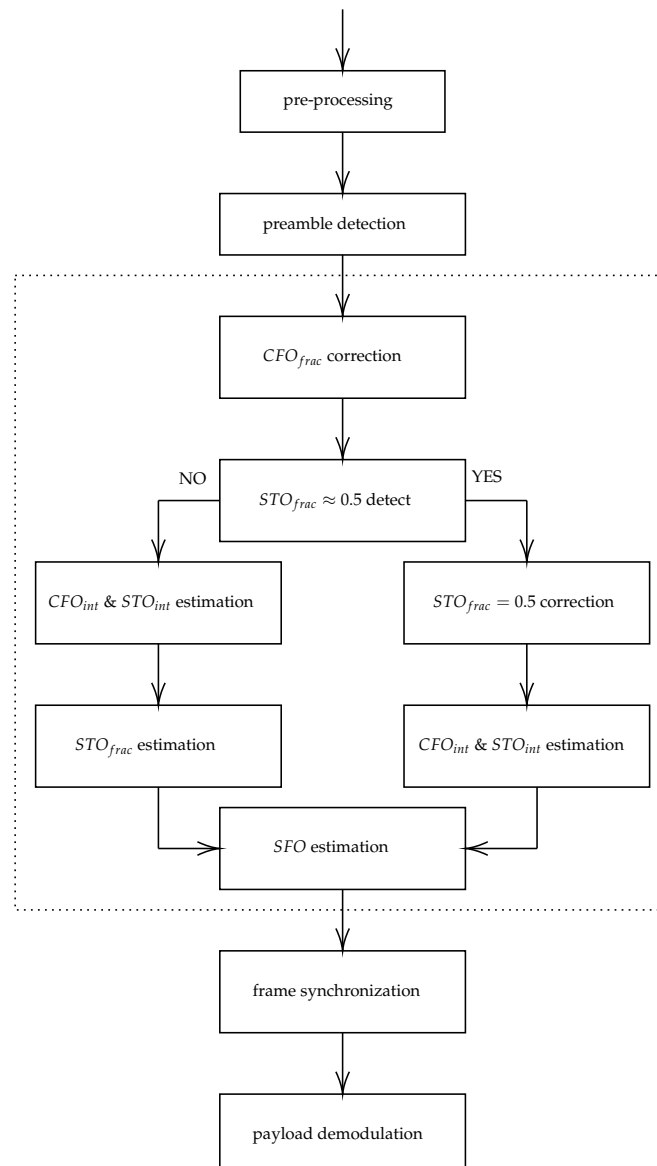 pre-processing
preamble detection
CFO_frac correction
NO
YES
STO_frac ≈ 0.5 detect
CFO_int & STO_int estimation
STO_frac = 0.5 correction
STO_frac estimation
CFO_int & STO_int estimation
SFO estimation
frame synchronization
payload demodulation